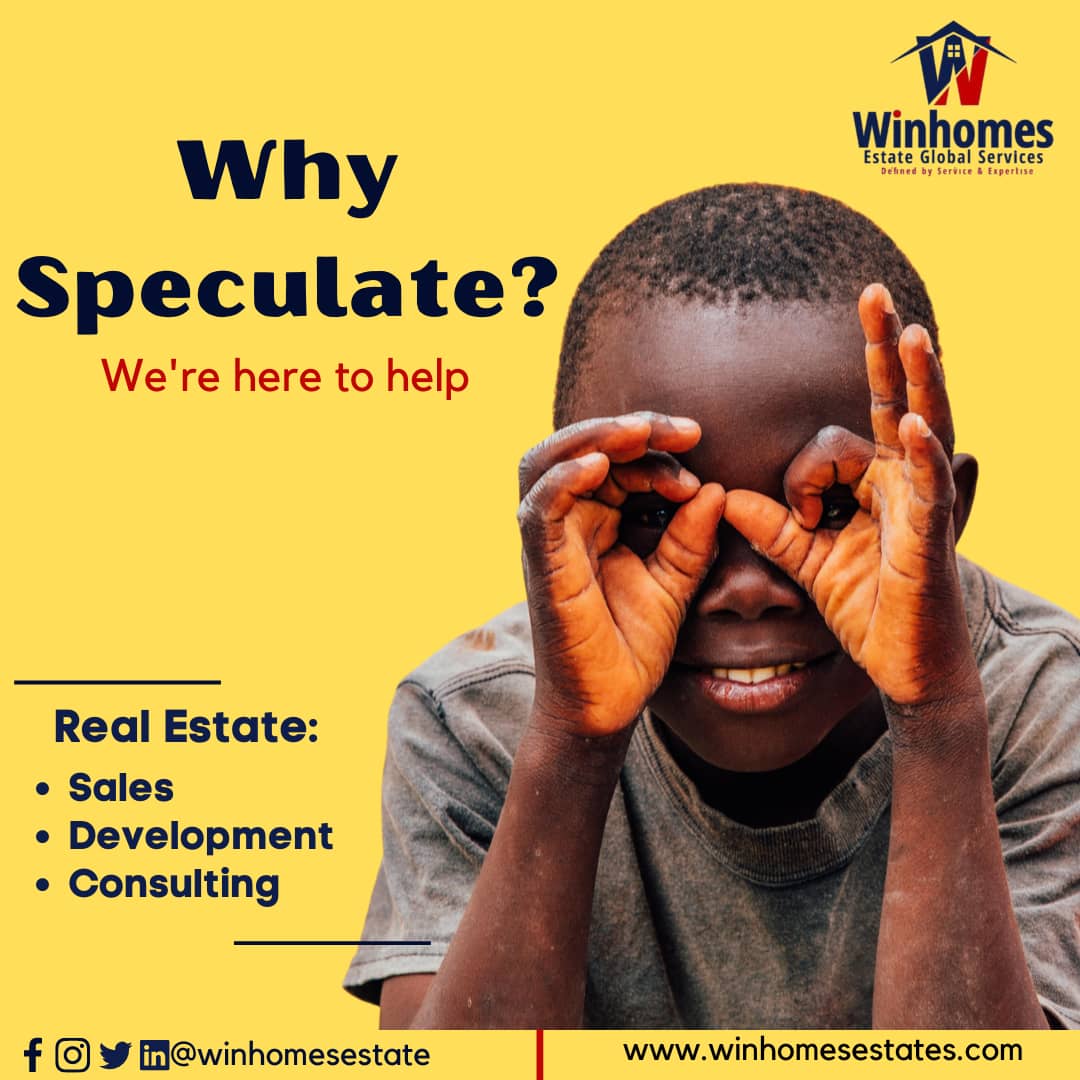 Winhomes
Estate Global Services
Defined by Service & Expertise
Why
Speculate?
We're here to help
Real Estate:
• Sales
• Development
• Consulting
@winhomesestate
www.winhomesestates.com